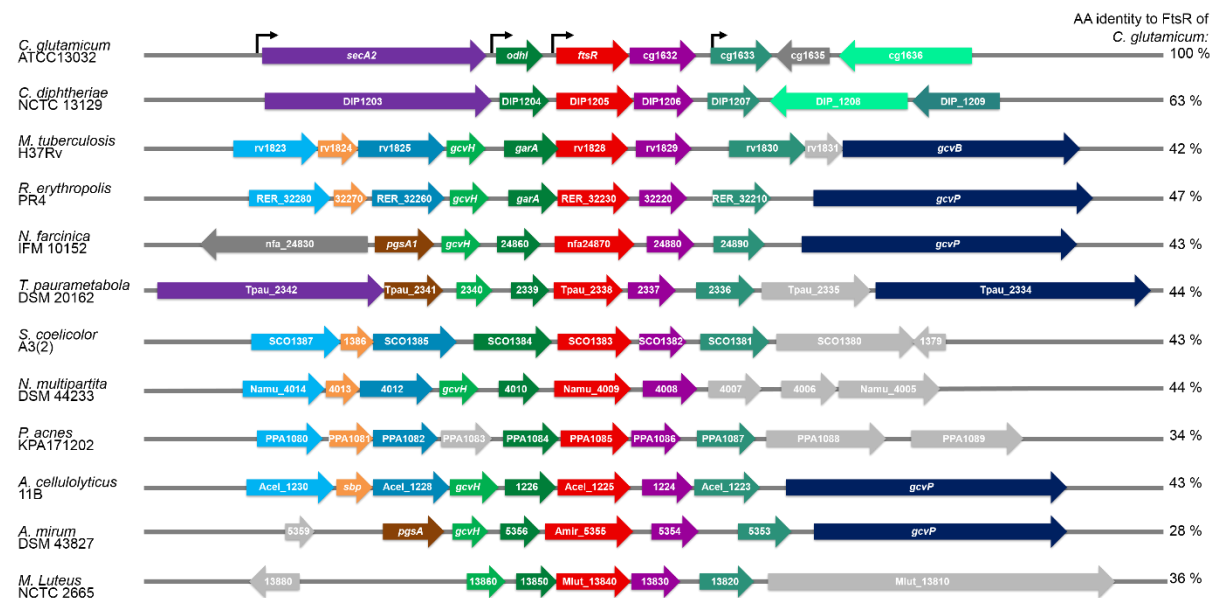 AA identity to FtsR of
C. glutamicum:
C. glutamicum
ATCC13032
secA2 odhI ftsR cg1632 cg1633 cg1635 cg1636 100 %
C. diphtheriae
NCTC 13129
DIP1203 DIP1204 DIP1205 DIP1206 DIP1207 DIP_1208 DIP_1209 63 %
M. tuberculosis
H37Rv
rv1823 rv1824 rv1825 gcvH garA rv1828 rv1829 rv1830 rv1831 gcvB 42 %
R. erythropolis
PR4
RER_32280 32270 RER_32260 gcvH garA RER_32230 32220 RER_32210 gcvP 47 %
N. farcinica
IFM 10152
nfa_24830 pgsA1 gcvH 24860 nfa24870 24880 24890 gcvP 43 %
T. paurametabola
DSM 20162
Tpau_2342 Tpau_2341 2340 2339 Tpau_2338 2337 2336 Tpau_2335 Tpau_2334 44 %
S. coelicolor
A3(2)
SCO1387 1386 SCO1385 SCO1384 SCO1383 SCO1382 SCO1381 SCO1380 1379 43 %
N. multipartita
DSM 44233
Namu_4014 4013 4012 gcvH 4010 Namu_4009 4008 4007 4006 Namu_4005 44 %
P. acnes
KPA171202
PPA1080 PPA1081 PPA1082 PPA1083 PPA1084 PPA1085 PPA1086 PPA1087 PPA1088 PPA1089 34 %
A. cellulolyticus
11B
Acel_1230 sbp Acel_1228 gcvH 1226 Acel_1225 1224 Acel_1223 gcvP 43 %
A. mirum
DSM 43827
5359 pgsA gcvH 5356 Amir_5355 5354 5353 gcvP 28 %
M. Luteus
NCTC 2665
13880 13860 13850 Mlut_13840 13830 13820 Mlut_13810 36 %